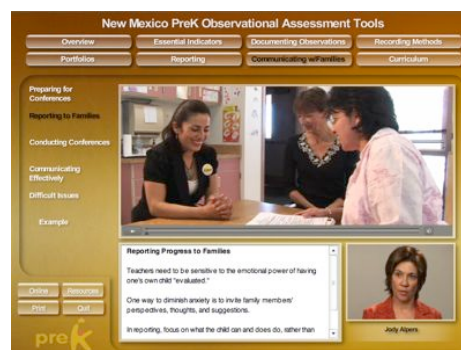 New Mexico PreK Observational Assessment Tools
Overview
Essential Indicators
Documenting Observations
Recording Methods
Portfolios
Reporting
Communicating w/Families
Curriculum
Preparing for
Conferences
Reporting to Families
Conducting Conferences
Communicating
Effectively
Difficult Issues
Example
Online
Resources
Print
Quit
preK
Reporting Progress to Families
Teachers need to be sensitive to the emotional power of having
one's own child "evaluated."
One way to diminish anxiety is to invite family members'
perspectives, thoughts, and suggestions.
In reporting, focus on what the child can and does do, rather than
Jody Alpers